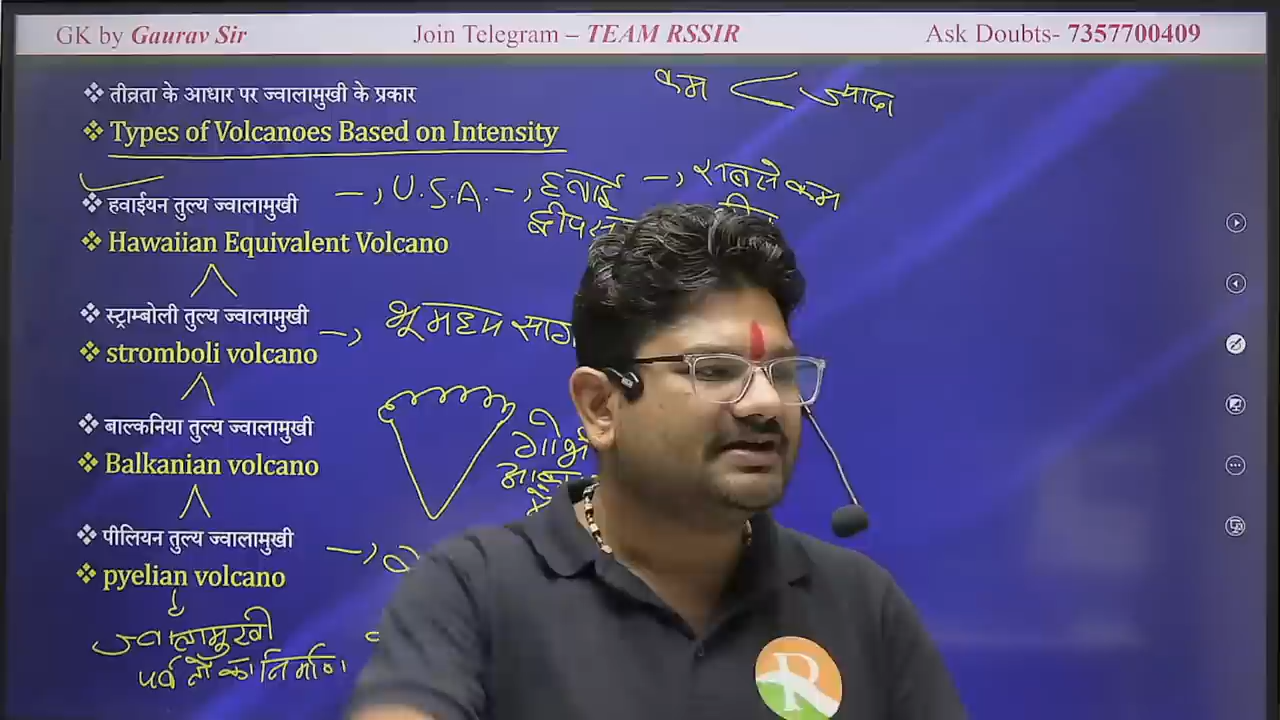 GK by Gaurav Sir
Join Telegram – TEAM RSSIR
Ask Doubts- 7357700409
❖ तीव्रता के आधार पर ज्वालामुखी के प्रकार
कम < ज्यादा
❖ Types of Volcanoes Based on Intensity
❖ हवाईयन तुल्य ज्वालामुखी
→ U.S.A. → हवाई → सबसे कम
❖ Hawaiian Equivalent Volcano
❖ स्ट्राम्बोली तुल्य ज्वालामुखी
→ भूमध्य
❖ stromboli volcano
❖ बाल्कनिया तुल्य ज्वालामुखी
❖ Balkanian volcano
❖ पीलियन तुल्य ज्वालामुखी
❖ pyelian volcano
ज्वालामुखी
पर्वतों का निर्माण
R